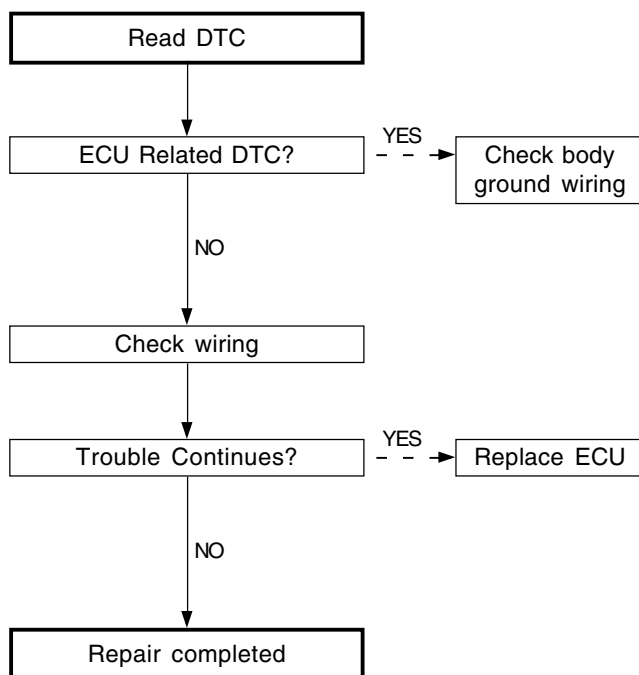 Read DTC
ECU Related DTC?
YES
Check body
ground wiring
NO
Check wiring
Trouble Continues?
YES
Replace ECU
NO
Repair completed